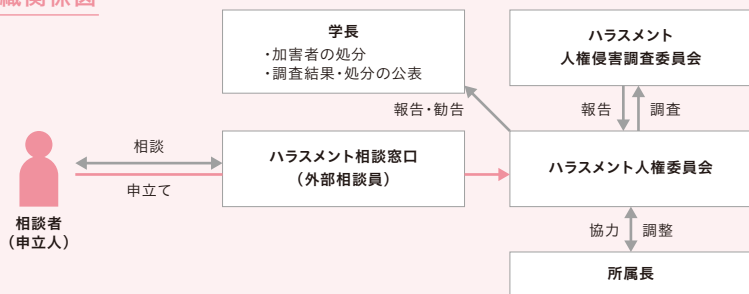 織関係図
学長
・加害者の処分
・調査結果・処分の公表
ハラスメント
人権侵害調査委員会
報告・勧告
報告
調査
相談
ハラスメント相談窓口
（外部相談員）
ハラスメント人権委員会
申立て
相談者
（申立人）
協力
調整
所属長